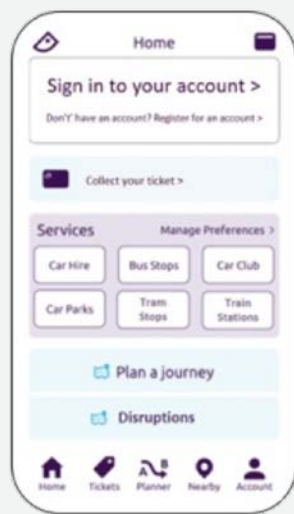 Home
Sign in to your account >
Don't' have an account? Register for an account >
Collect your ticket >
Services Manage Preferences >
Car Hire Bus Stops Car Club
Car Parks Tram Stops Train Stations
Plan a journey
Disruptions
A B
Home Tickets Planner Nearby Account